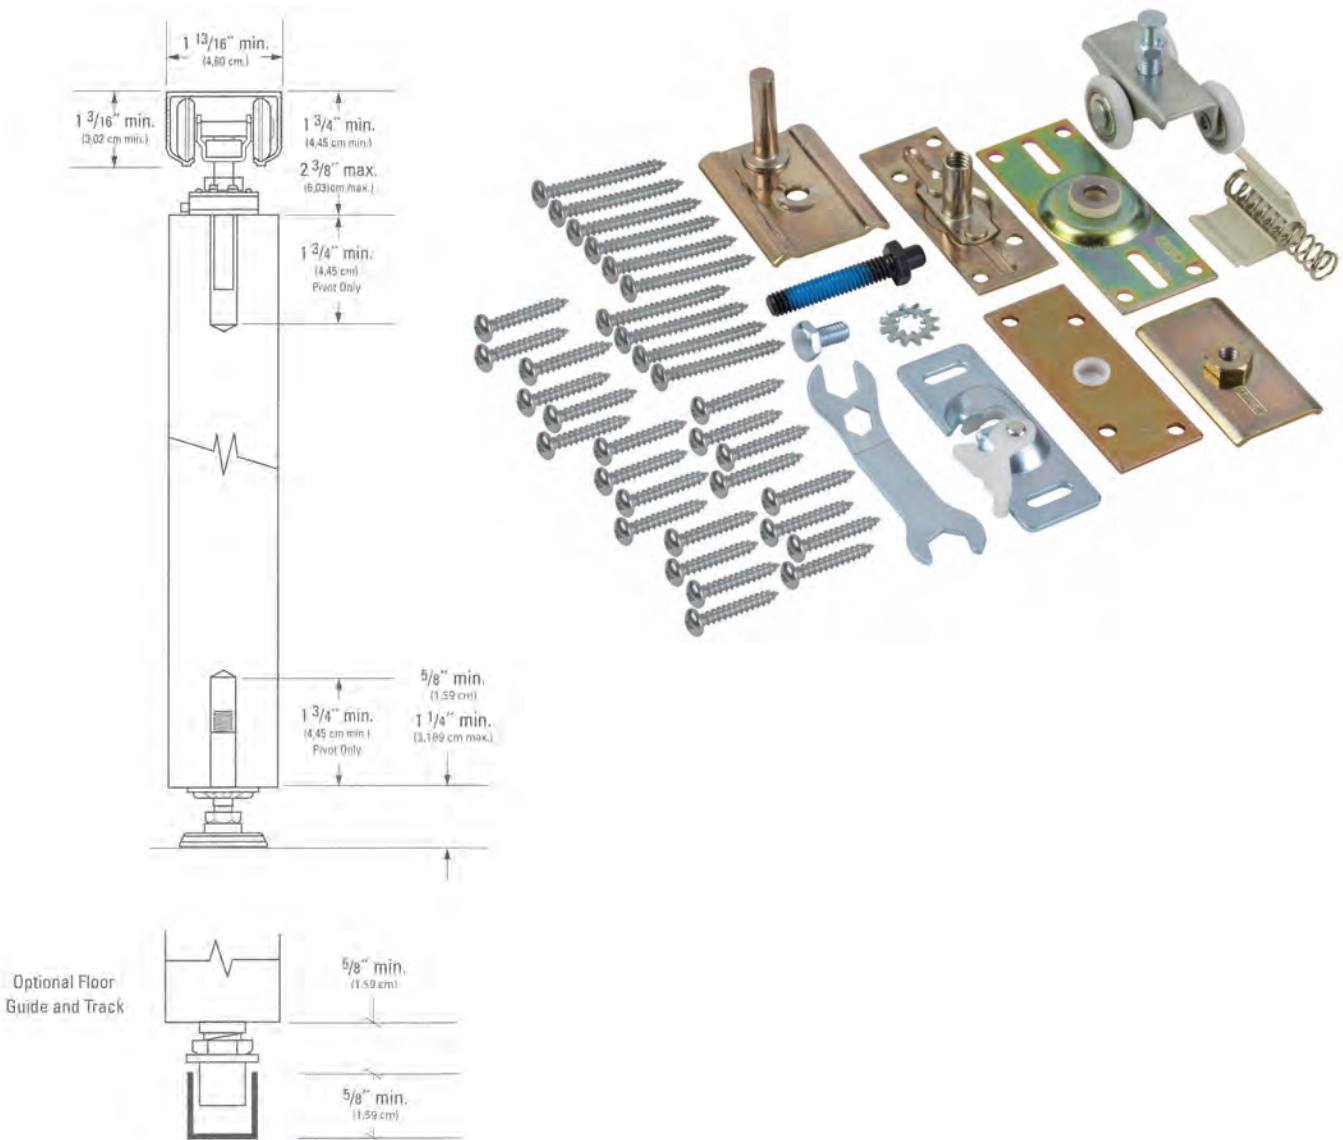 1 13/16" min.
(4,60 cm.)
1 3/16" min.
(3,02 cm min.)
1 3/4" min.
(4,45 cm min.)
2 3/8" max.
(6,03)cm max.)
1 3/4" min.
(4,45 cm)
Pivot Only
5/8" min.
(1,59 cm)
1 3/4" min.
(4,45 cm min.)
Pivot Only
1 1/4" min.
(3,189 cm max.)
Optional Floor
Guide and Track
5/8" min.
(1,59 cm)
5/8" min.
(1,59 cm)